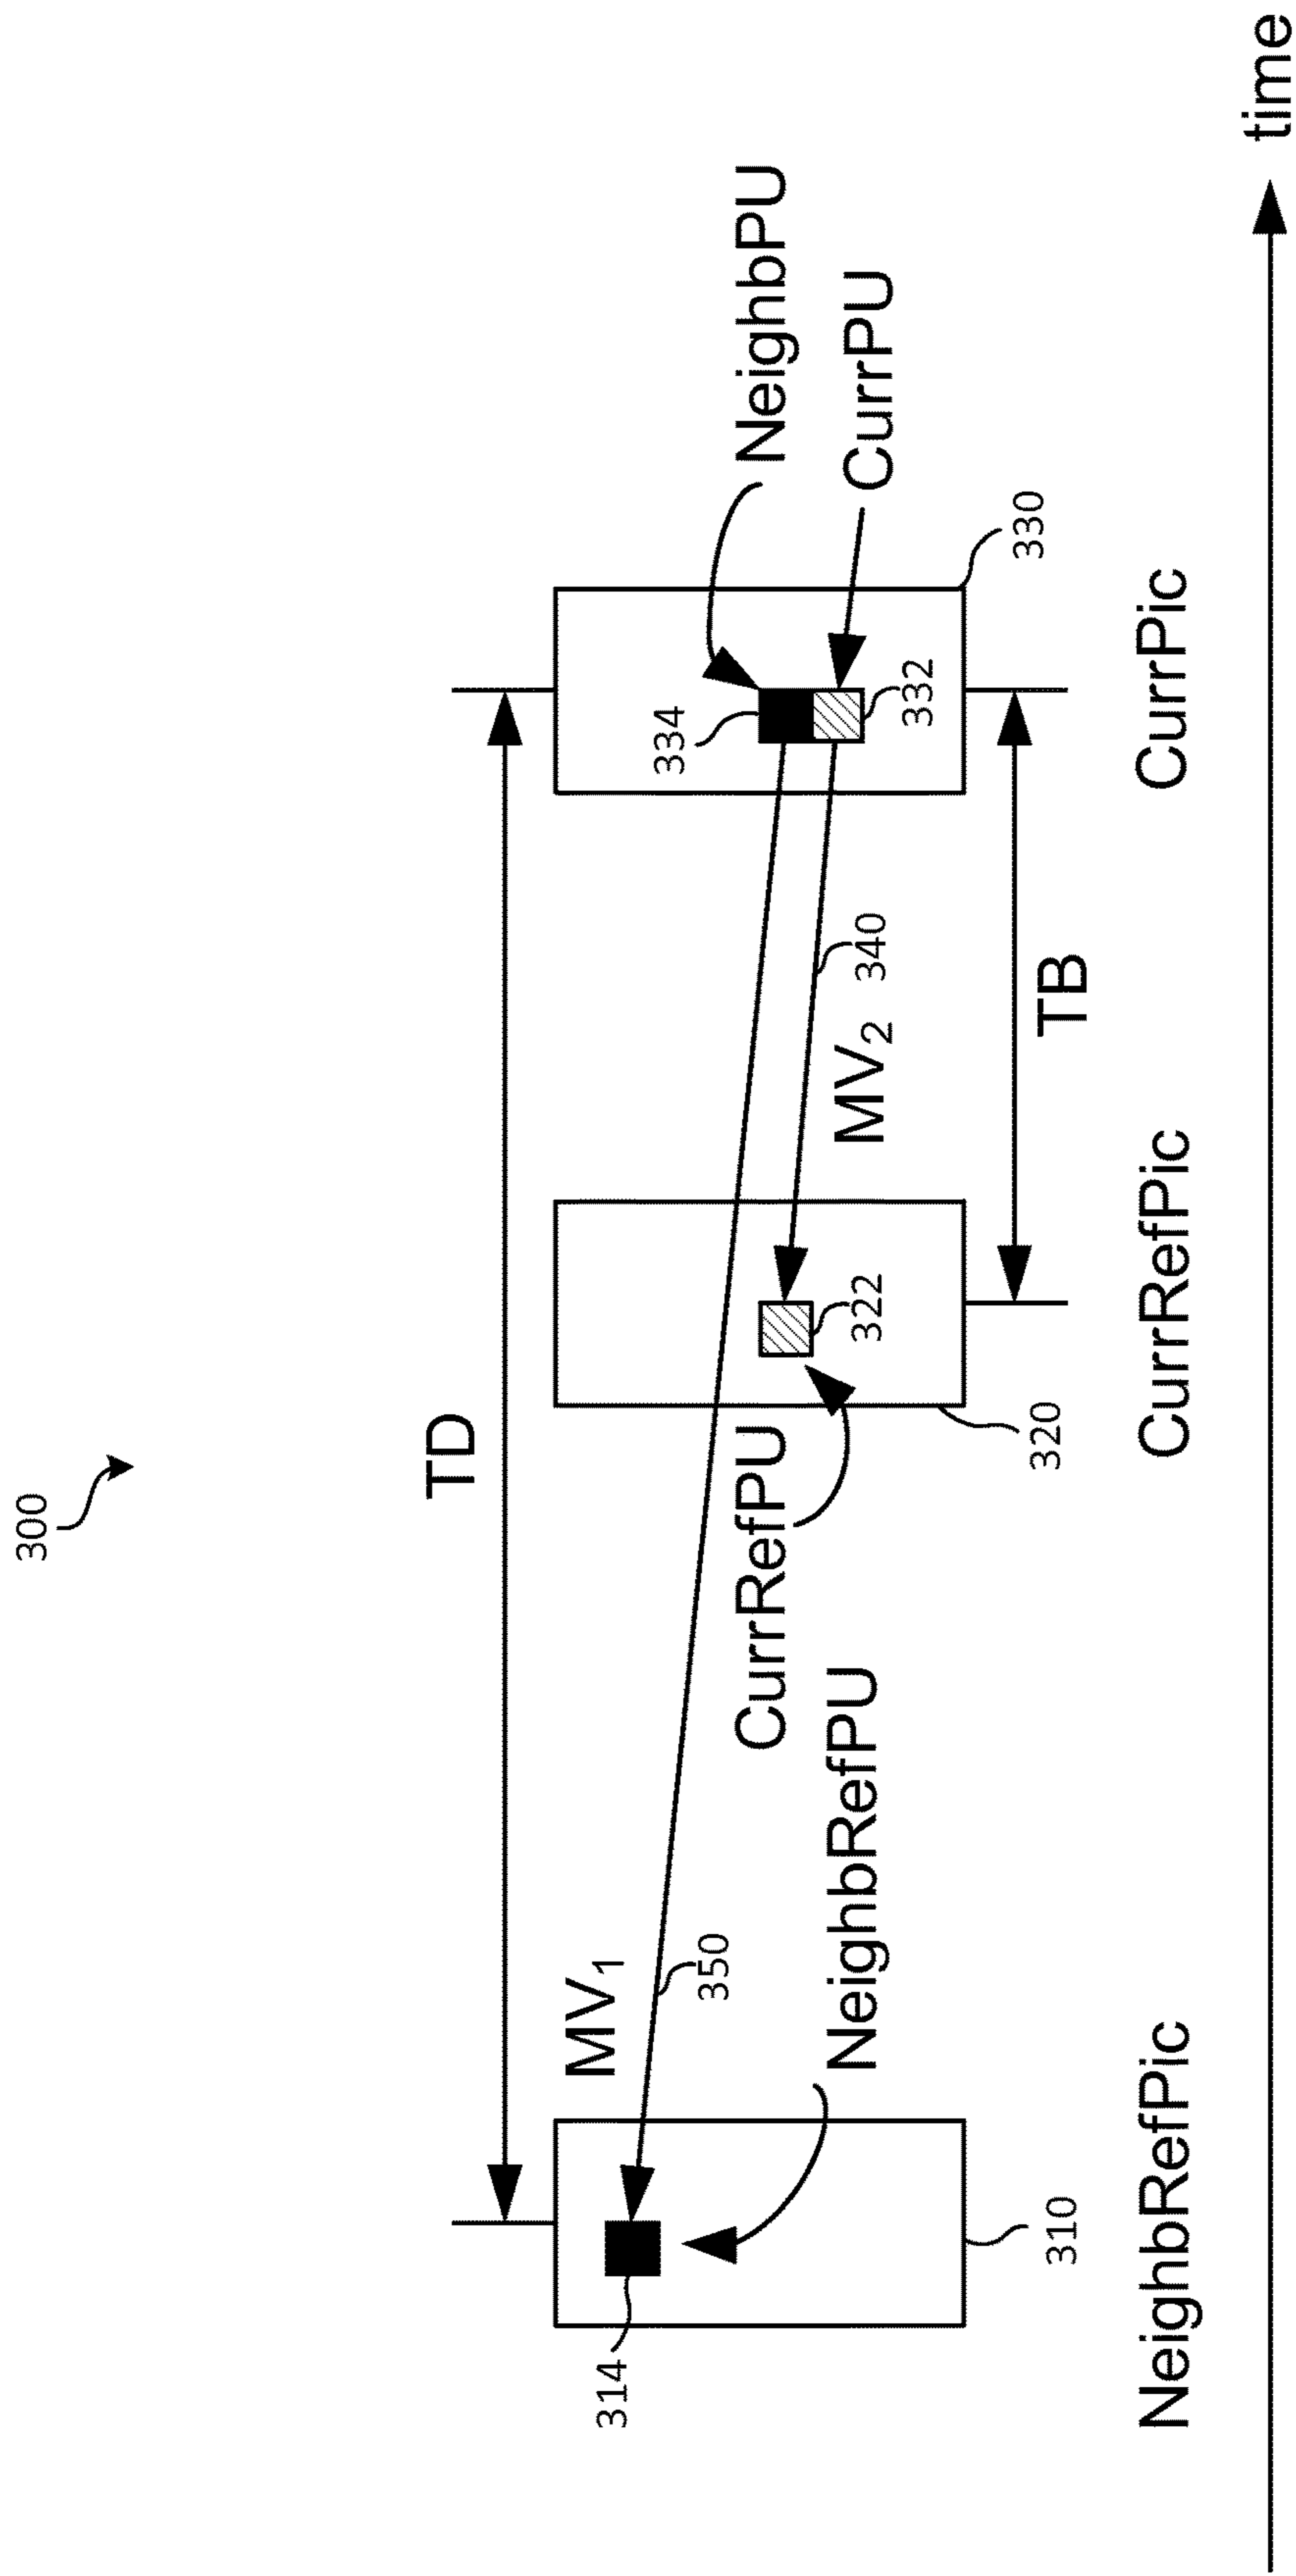 300
TD
MV1
350
314
NeighbRefPU
CurrRefPU
322
MV2
340
334
332
NeighbPU
CurrPU
310
320
330
TB
NeighbRefPic
CurrRefPic
CurrPic
time